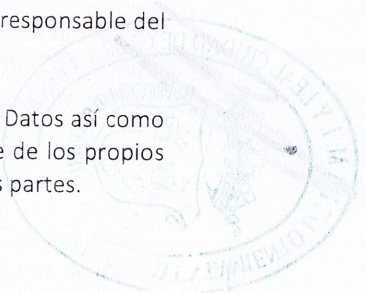 responsable del
Datos así como
e de los propios
s partes.